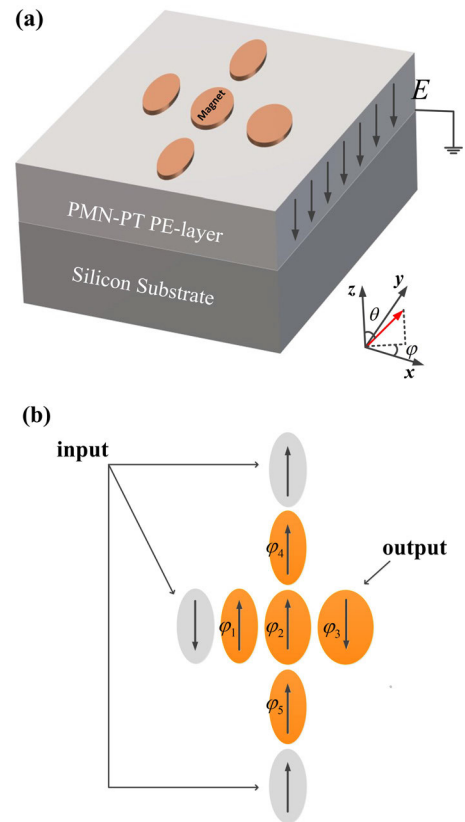 (a)
Magnet
E
PMN-PT PE-layer
Silicon Substrate
z
y
θ
φ
x
(b)
input
φ4
output
φ1
φ2
φ3
φ5